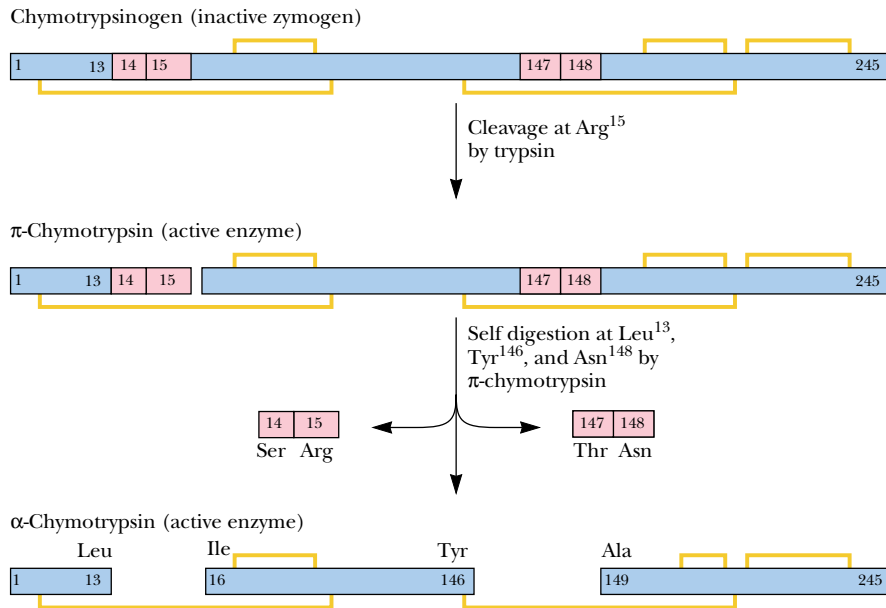 Chymotrypsinogen (inactive zymogen)
1 13 14 15 147 148 245
Cleavage at Arg15
by trypsin
π-Chymotrypsin (active enzyme)
1 13 14 15 147 148 245
Self digestion at Leu13,
Tyr146, and Asn148 by
π-chymotrypsin
14 15 147 148
Ser Arg Thr Asn
α-Chymotrypsin (active enzyme)
Leu Ile Tyr Ala
1 13 16 146 149 245